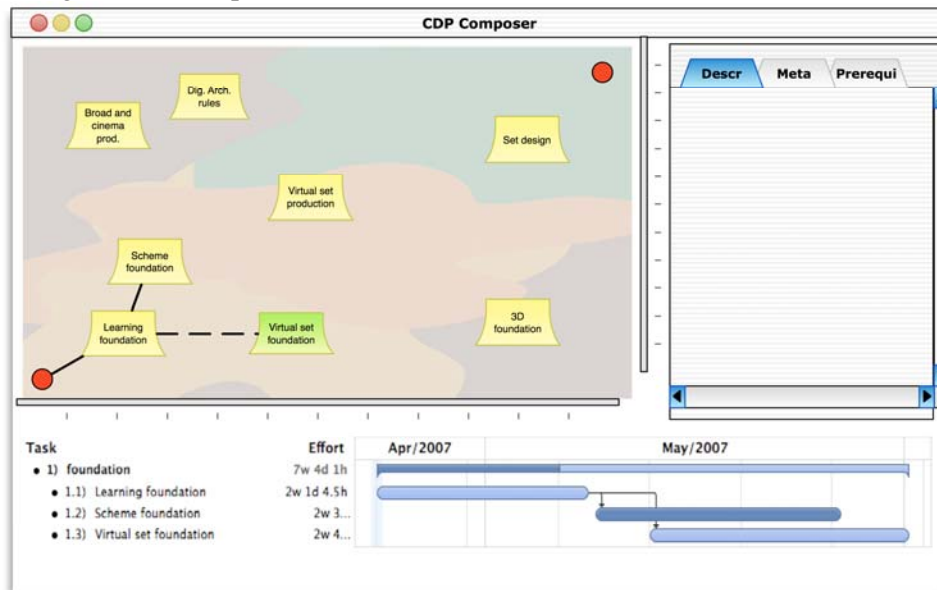 CDP Composer
Descr Meta Prerequi
Dig. Arch.
rules
Broad and
cinema
prod.
Set design
Virtual set
production
Scheme
foundation
Learning
foundation
Virtual set
foundation
3D
foundation
Task Effort Apr/2007 May/2007
• 1) foundation 7w 4d 1h
• 1.1) Learning foundation 2w 1d 4.5h
• 1.2) Scheme foundation 2w 3...
• 1.3) Virtual set foundation 2w 4...